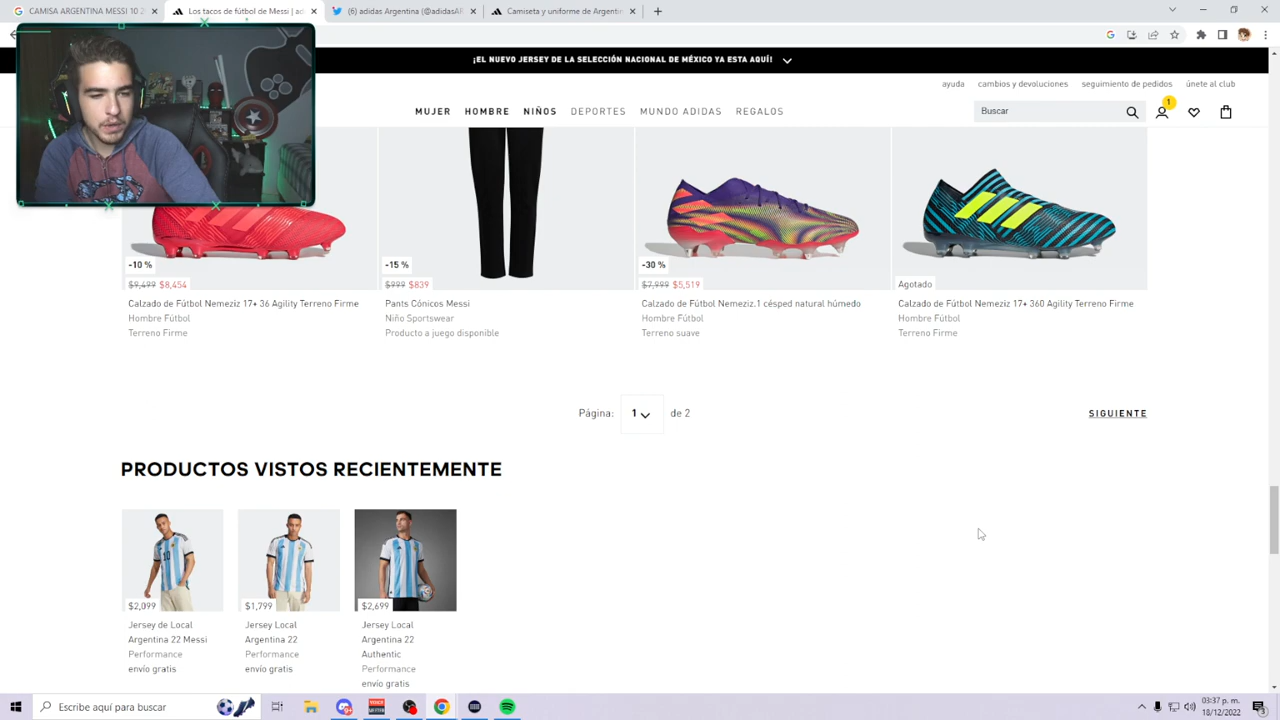 CAMISA ARGENTINA MESSI 10 2
Los tacos de fútbol de Messi | ad
(6) adidas Argentina (@adidasAR
Camiseta y uniforme de Argentin
¡EL NUEVO JERSEY DE LA SELECCIÓN NACIONAL DE MÉXICO YA ESTA AQUÍ!
ayuda cambios y devoluciones seguimiento de pedidos únete al club
MUJER HOMBRE NIÑOS DEPORTES MUNDO ADIDAS REGALOS
Buscar
1
-10 %
$9,499 $8,454
Calzado de Fútbol Nemeziz 17+ 36 Agility Terreno Firme
Hombre Fútbol
Terreno Firme
-15 %
$999 $839
Pants Cónicos Messi
Niño Sportswear
Producto a juego disponible
-30 %
$7,999 $5,519
Calzado de Fútbol Nemeziz.1 césped natural húmedo
Hombre Fútbol
Terreno suave
Agotado
Calzado de Fútbol Nemeziz 17+ 360 Agility Terreno Firme
Hombre Fútbol
Terreno Firme
Página: 1 de 2
SIGUIENTE
PRODUCTOS VISTOS RECIENTEMENTE
$2,099
Jersey de Local
Argentina 22 Messi
Performance
envío gratis
$1,799
Jersey Local
Argentina 22
Performance
envío gratis
$2,699
Jersey Local
Argentina 22
Authentic
Performance
envío gratis
Escribe aquí para buscar
03:37 p. m.
18/12/2022
3